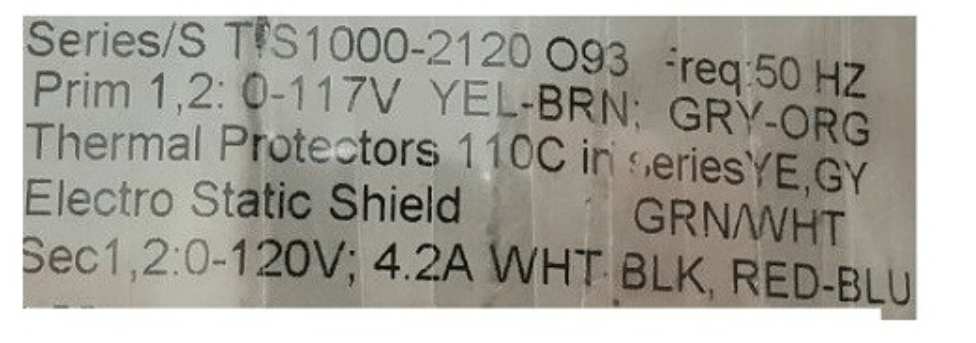 Series/S T S1000-2120 O93 Freq:50 HZ
Prim 1,2: 0-117V YEL-BRN; GRY-ORG
Thermal Protectors 110C in seriesYE,GY
Electro Static Shield GRN/WHT
Sec1,2:0-120V; 4.2A WHT BLK, RED-BLU